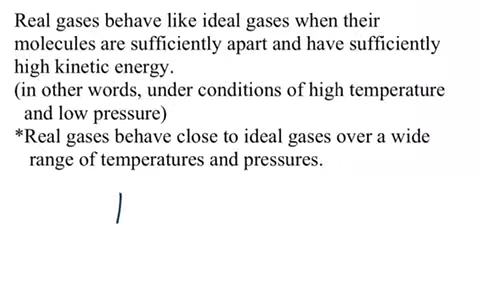 Real gases behave like ideal gases when their
molecules are sufficiently apart and have sufficiently
high kinetic energy.
(in other words, under conditions of high temperature
and low pressure)
*Real gases behave close to ideal gases over a wide
range of temperatures and pressures.